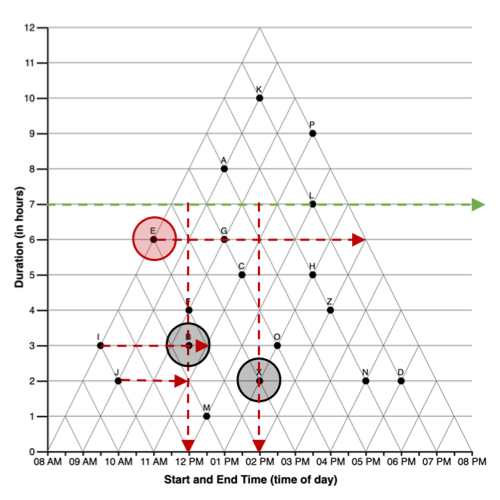 12
11
K
10
P
9
A
8
L
7
E
G
6
C
H
5
F
Z
4
I
B
O
3
J
X
N
D
2
M
1
0
08 AM 09 AM 10 AM 11 AM 12 PM 01 PM 02 PM 03 PM 04 PM 05 PM 06 PM 07 PM 08 PM
Start and End Time (time of day)
Duration (in hours)